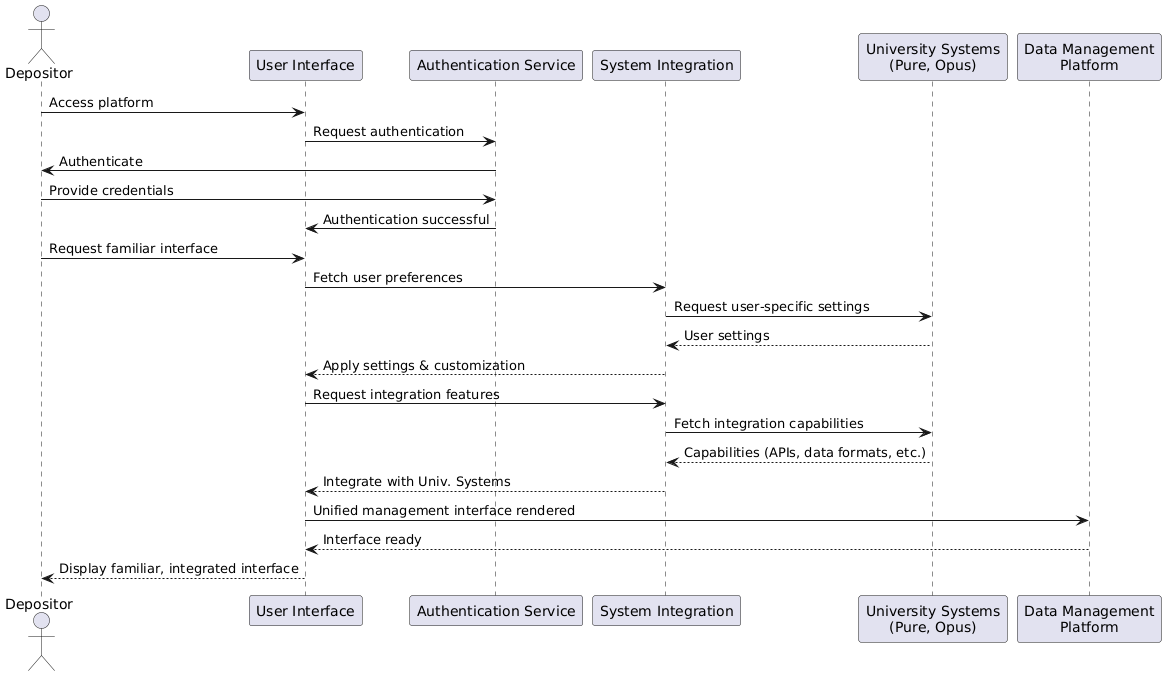 Depositor
User Interface
Authentication Service
System Integration
University Systems
(Pure, Opus)
Data Management
Platform
Access platform
Request authentication
Authenticate
Provide credentials
Authentication successful
Request familiar interface
Fetch user preferences
Request user-specific settings
User settings
Apply settings & customization
Request integration features
Fetch integration capabilities
Capabilities (APIs, data formats, etc.)
Integrate with Univ. Systems
Unified management interface rendered
Interface ready
Display familiar, integrated interface
Depositor
User Interface
Authentication Service
System Integration
University Systems
(Pure, Opus)
Data Management
Platform